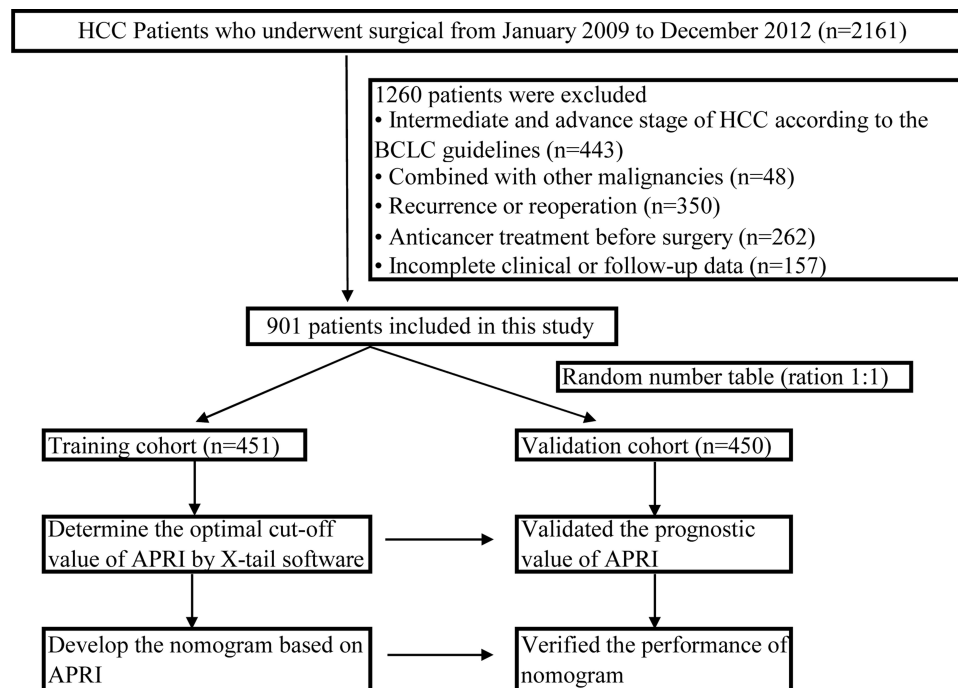 HCC Patients who underwent surgical from January 2009 to December 2012 (n=2161)
1260 patients were excluded
• Intermediate and advance stage of HCC according to the
BCLC guidelines (n=443)
• Combined with other malignancies (n=48)
• Recurrence or reoperation (n=350)
• Anticancer treatment before surgery (n=262)
• Incomplete clinical or follow-up data (n=157)
901 patients included in this study
Random number table (ration 1:1)
Training cohort (n=451)
Validation cohort (n=450)
Determine the optimal cut-off
value of APRI by X-tail software
Validated the prognostic
value of APRI
Develop the nomogram based on
APRI
Verified the performance of
nomogram